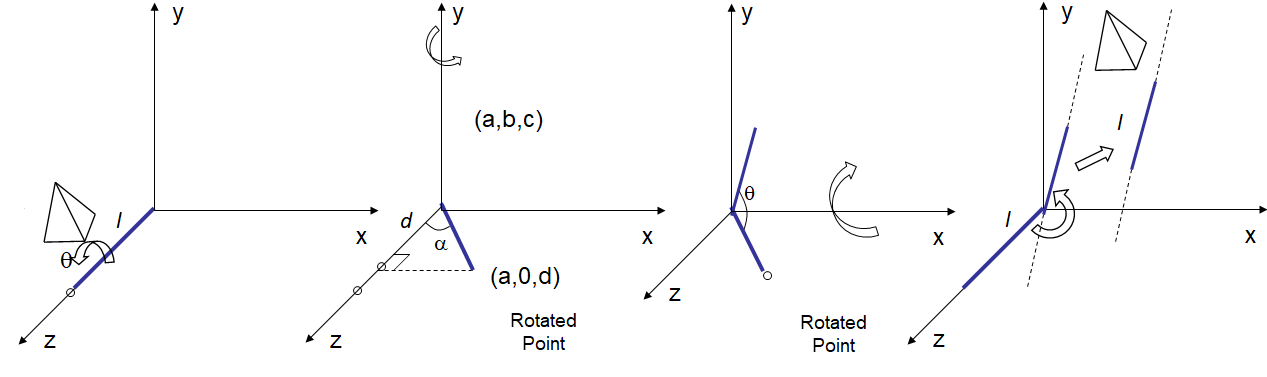 y
x
z
l
θ
y
x
z
(a,b,c)
d
α
(a,0,d)
Rotated
Point
y
x
z
θ
Rotated
Point
y
x
z
l
l